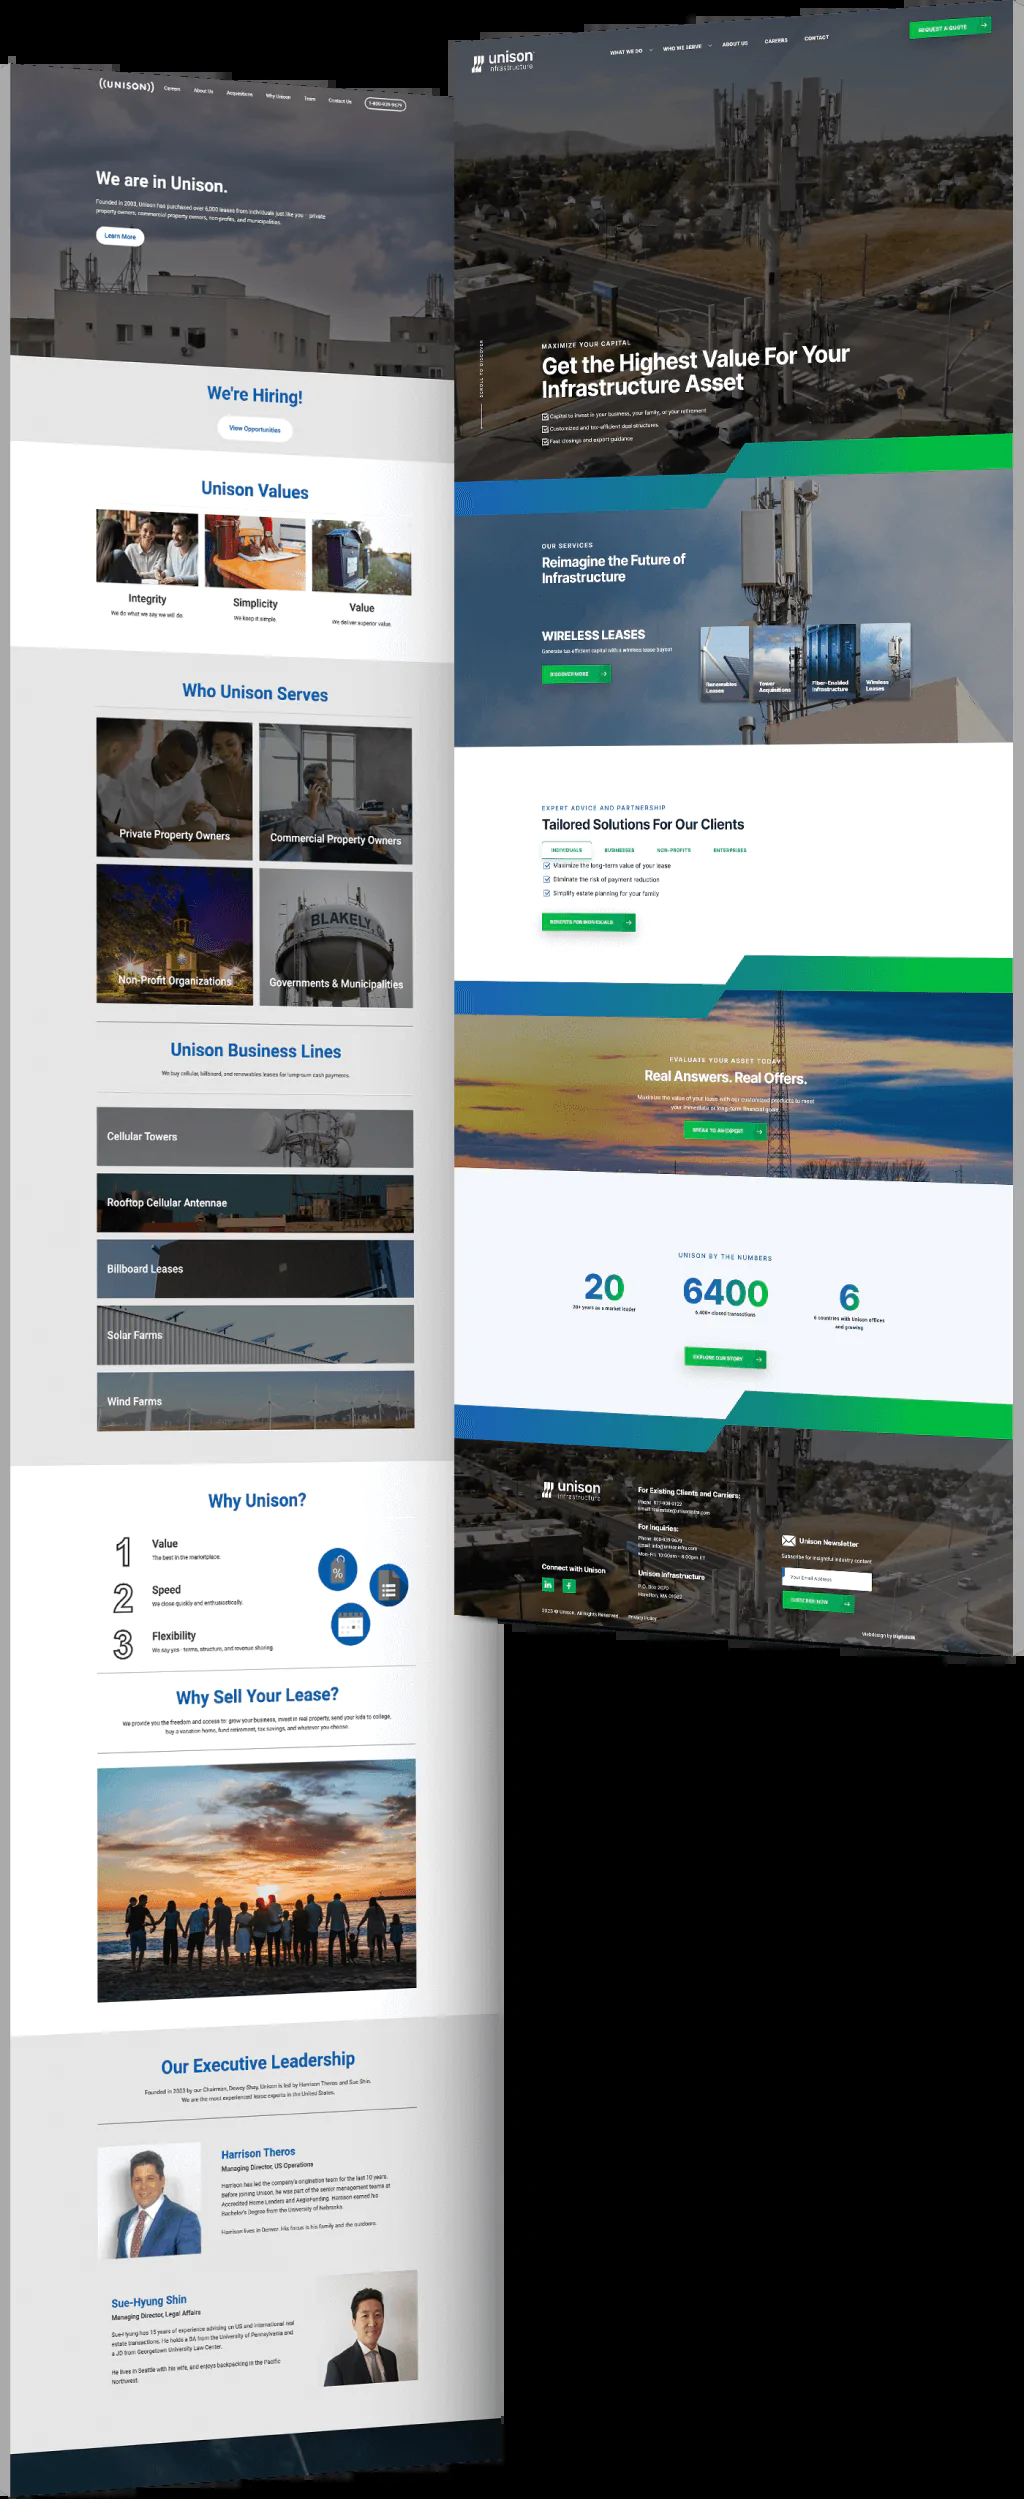 ((UNISON))
Careers
About Us
Acquisitions
Why Unison
Team
Contact Us
1-800-939-9679
We are in Unison.
Founded in 2003, Unison has purchased over 6,000 leases from individuals just like you - private
property owners, commercial property owners, non-profits, and municipalities.
Learn More
We're Hiring!
View Opportunities
Unison Values
Integrity
We do what we say we will do.
Simplicity
We keep it simple.
Value
We deliver superior value.
Who Unison Serves
Private Property Owners
Commercial Property Owners
Non-Profit Organizations
BLAKELY,
Governments & Municipalities
Unison Business Lines
We buy cellular, billboard, and renewables leases for lump-sum cash payments.
Cellular Towers
Rooftop Cellular Antennae
Billboard Leases
Solar Farms
Wind Farms
Why Unison?
1
Value
The best in the marketplace.
2
Speed
We close quickly and enthusiastically.
3
Flexibility
We say yes - terms, structure, and revenue sharing.
%
Why Sell Your Lease?
We provide you the freedom and access to: grow your business, invest in real property, send your kids to college,
buy a vacation home, fund retirement, tax savings, and whatever you choose.
Our Executive Leadership
Founded in 2003 by our Chairman, Dewey Shay, Unison is led by Harrison Theros and Sue Shin.
We are the most experienced lease experts in the United States.
Harrison Theros
Managing Director, US Operations
Harrison has led the company's origination team for the last 10 years.
Before joining Unison, he was part of the senior management teams at
Accredited Home Lenders and AegisFunding. Harrison earned his
Bachelor's Degree from the University of Nebraska.
Harrison lives in Denver. His focus is his family and the outdoors.
Sue-Hyung Shin
Managing Director, Legal Affairs
Sue-Hyung has 15 years of experience advising on US and international real
estate transactions. He holds a BA from the University of Pennsylvania and
a JD from Georgetown University Law Center.
He lives in Seattle with his wife, and enjoys backpacking in the Pacific
Northwest.
unison
infrastructure
WHAT WE DO
WHO WE SERVE
ABOUT US
CAREERS
CONTACT
REQUEST A QUOTE
SCROLL TO DISCOVER
MAXIMIZE YOUR CAPITAL
Get the Highest Value For Your
Infrastructure Asset
Capital to invest in your business, your family, or your retirement
Customized and tax-efficient deal structures
Fast closings and expert guidance
OUR SERVICES
Reimagine the Future of
Infrastructure
WIRELESS LEASES
Generate tax-efficient capital with a wireless lease buyout
DISCOVER MORE
Renewables
Leases
Tower
Acquisitions
Fiber-Enabled
Infrastructure
Wireless
Leases
EXPERT ADVICE AND PARTNERSHIP
Tailored Solutions For Our Clients
INDIVIDUALS
BUSINESSES
NON-PROFITS
ENTERPRISES
Maximize the long-term value of your lease
Eliminate the risk of payment reduction
Simplify estate planning for your family
BENEFITS FOR INDIVIDUALS
EVALUATE YOUR ASSET TODAY
Real Answers. Real Offers.
Maximize the value of your lease with our customized products to meet
your immediate or long-term financial goals.
SPEAK TO AN EXPERT
UNISON BY THE NUMBERS
20
20+ years as a market leader
6400
6,400+ closed transactions
6
6 countries with Unison offices
and growing
EXPLORE OUR STORY
unison
infrastructure
Connect with Unison
in
f
2023 © Unison. All Rights Reserved
Privacy Policy
For Existing Clients and Carriers:
For Inquiries:
Mon-Fri: 10:00am - 8:00pm ET
Unison Infrastructure
Unison Newsletter
Subscribe for insightful industry content
Your Email Address
SUBSCRIBE NOW
Webdesign by Digital Silk